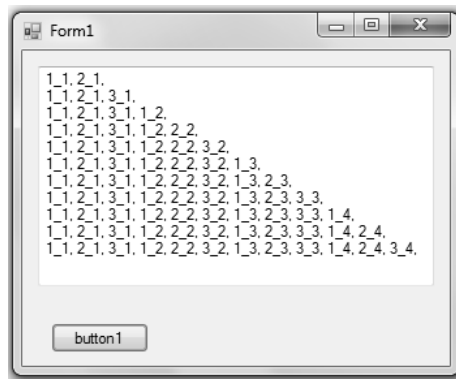 Form1
1_1, 2_1,
1_1, 2_1, 3_1,
1_1, 2_1, 3_1, 1_2,
1_1, 2_1, 3_1, 1_2, 2_2,
1_1, 2_1, 3_1, 1_2, 2_2, 3_2,
1_1, 2_1, 3_1, 1_2, 2_2, 3_2, 1_3,
1_1, 2_1, 3_1, 1_2, 2_2, 3_2, 1_3, 2_3,
1_1, 2_1, 3_1, 1_2, 2_2, 3_2, 1_3, 2_3, 3_3,
1_1, 2_1, 3_1, 1_2, 2_2, 3_2, 1_3, 2_3, 3_3, 1_4,
1_1, 2_1, 3_1, 1_2, 2_2, 3_2, 1_3, 2_3, 3_3, 1_4, 2_4,
1_1, 2_1, 3_1, 1_2, 2_2, 3_2, 1_3, 2_3, 3_3, 1_4, 2_4, 3_4,
button1